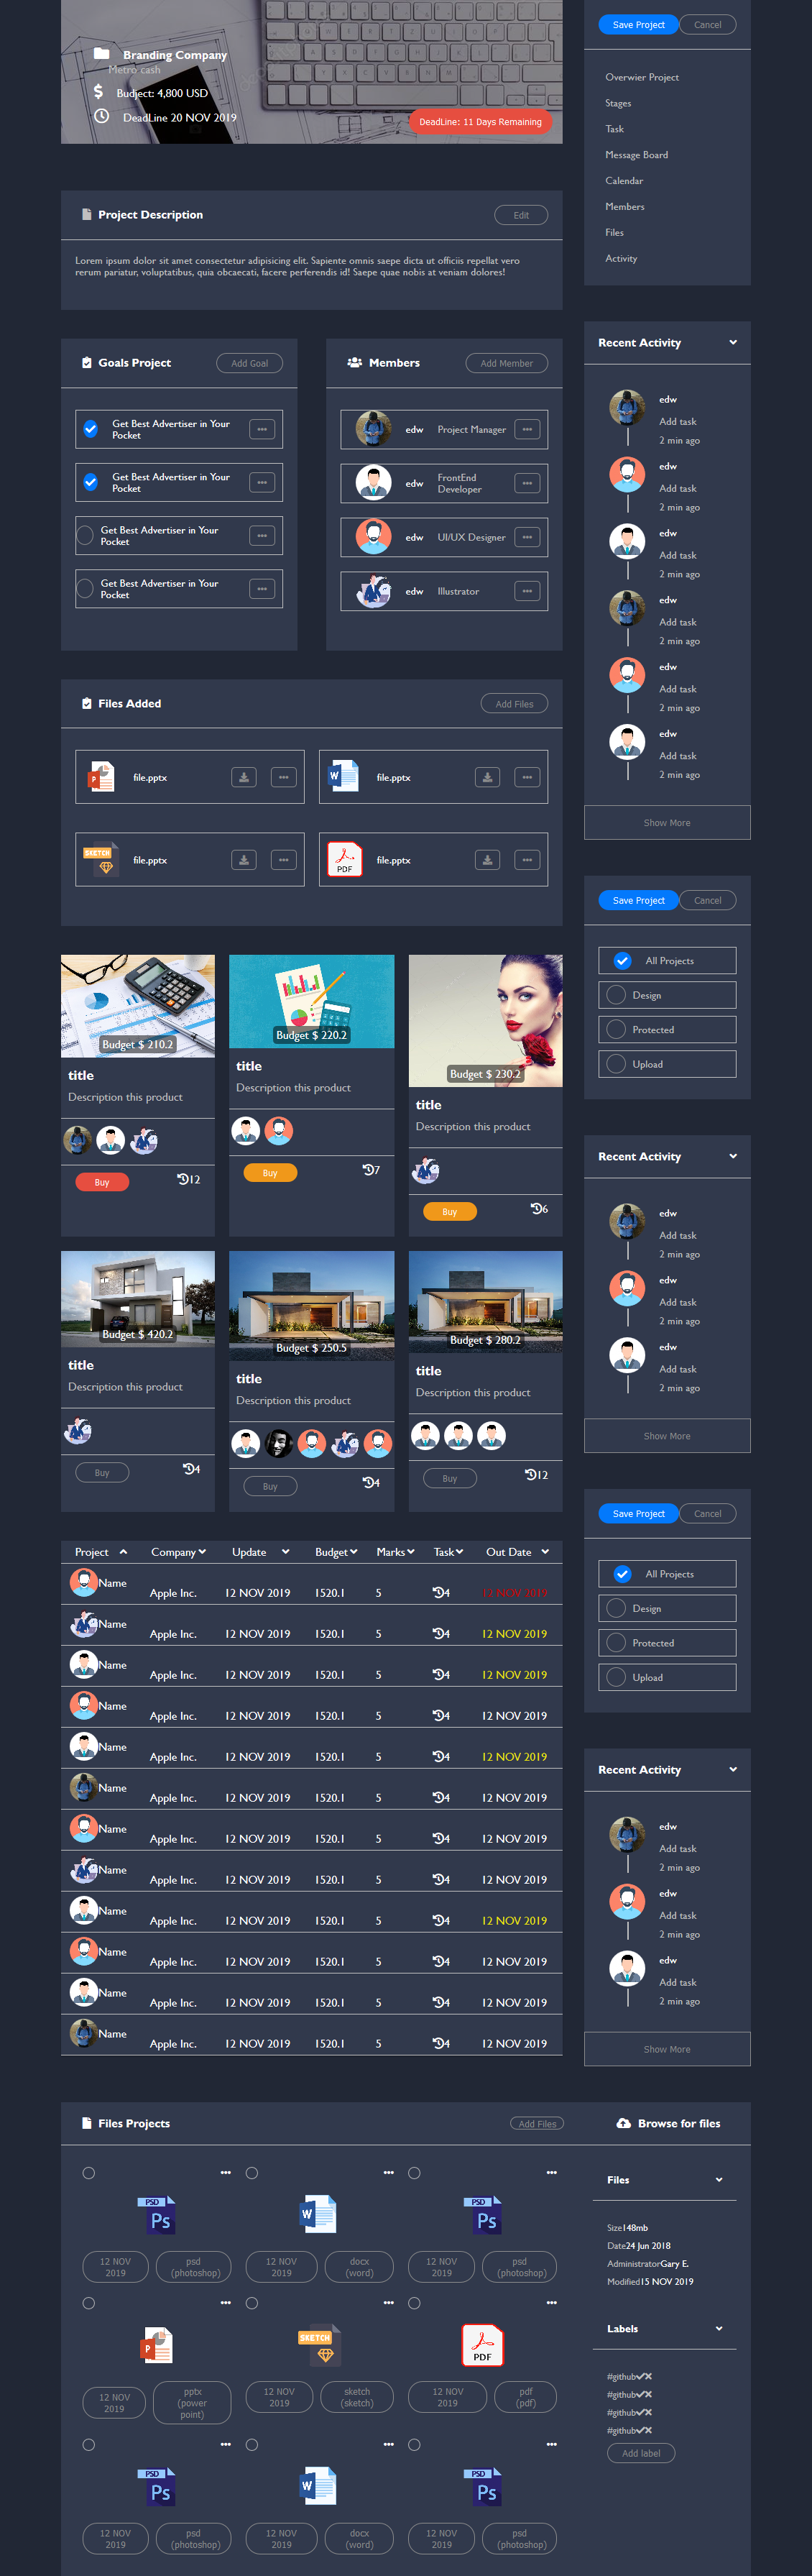 Branding Company
Metro cash
Budject: 4,800 USD
DeadLine 20 NOV 2019
DeadLine: 11 Days Remaining
Save Project
Cancel
Overwier Project
Stages
Task
Message Board
Calendar
Members
Files
Activity
Project Description
Edit
Lorem ipsum dolor sit amet consectetur adipisicing elit. Sapiente omnis saepe dicta ut officiis repellat vero
rerum pariatur, voluptatibus, quia obcaecati, facere perferendis id! Saepe quae nobis at veniam dolores!
Goals Project
Add Goal
Get Best Advertiser in Your
Pocket
Get Best Advertiser in Your
Pocket
Get Best Advertiser in Your
Pocket
Get Best Advertiser in Your
Pocket
Members
Add Member
edw
Project Manager
edw
FrontEnd
Developer
edw
UI/UX Designer
edw
Illustrator
Recent Activity
edw
Add task
2 min ago
edw
Add task
2 min ago
edw
Add task
2 min ago
edw
Add task
2 min ago
edw
Add task
2 min ago
edw
Add task
2 min ago
Show More
Files Added
Add Files
P
file.pptx
W
file.pptx
SKETCH
file.pptx
PDF
file.pptx
Save Project
Cancel
All Projects
Design
Protected
Upload
Budget $ 210.2
title
Description this product
Buy
12
Budget $ 220.2
title
Description this product
Buy
7
Budget $ 230.2
title
Description this product
Buy
6
Recent Activity
edw
Add task
2 min ago
edw
Add task
2 min ago
edw
Add task
2 min ago
Show More
Budget $ 420.2
title
Description this product
Buy
4
Budget $ 250.5
title
Description this product
Buy
4
Budget $ 280.2
title
Description this product
Buy
12
Save Project
Cancel
All Projects
Design
Protected
Upload
Project Company Update Budget Marks Task Out Date
Name Apple Inc. 12 NOV 2019 1520.1 5 4 12 NOV 2019
Name Apple Inc. 12 NOV 2019 1520.1 5 4 12 NOV 2019
Name Apple Inc. 12 NOV 2019 1520.1 5 4 12 NOV 2019
Name Apple Inc. 12 NOV 2019 1520.1 5 4 12 NOV 2019
Name Apple Inc. 12 NOV 2019 1520.1 5 4 12 NOV 2019
Name Apple Inc. 12 NOV 2019 1520.1 5 4 12 NOV 2019
Name Apple Inc. 12 NOV 2019 1520.1 5 4 12 NOV 2019
Name Apple Inc. 12 NOV 2019 1520.1 5 4 12 NOV 2019
Name Apple Inc. 12 NOV 2019 1520.1 5 4 12 NOV 2019
Name Apple Inc. 12 NOV 2019 1520.1 5 4 12 NOV 2019
Name Apple Inc. 12 NOV 2019 1520.1 5 4 12 NOV 2019
Name Apple Inc. 12 NOV 2019 1520.1 5 4 12 NOV 2019
Recent Activity
edw
Add task
2 min ago
edw
Add task
2 min ago
edw
Add task
2 min ago
Show More
Files Projects
Add Files
Browse for files
PSD
Ps
12 NOV
2019
psd
(photoshop)
W
12 NOV
2019
docx
(word)
PSD
Ps
12 NOV
2019
psd
(photoshop)
P
12 NOV
2019
pptx
(power
point)
SKETCH
12 NOV
2019
sketch
(sketch)
PDF
12 NOV
2019
pdf
(pdf)
PSD
Ps
12 NOV
2019
psd
(photoshop)
W
12 NOV
2019
docx
(word)
PSD
Ps
12 NOV
2019
psd
(photoshop)
Files
Size148mb
Date24 Jun 2018
AdministratorGary E.
Modified15 NOV 2019
Labels
#github
#github
#github
#github
Add label